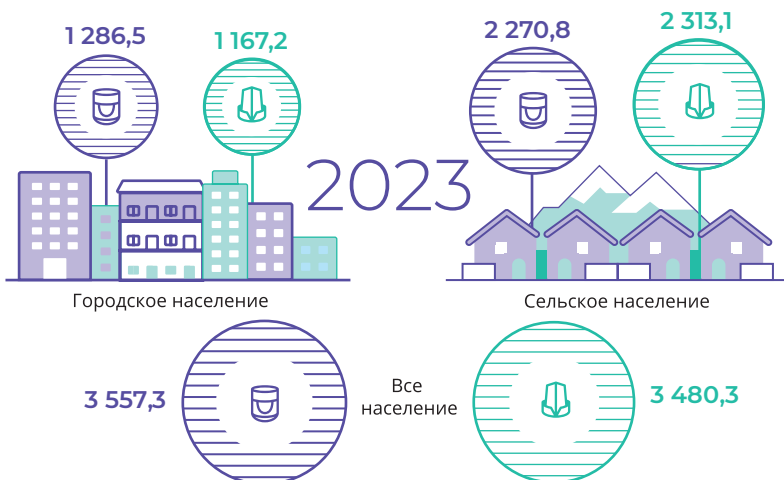 1 286,5
1 167,2
2 270,8
2 313,1
2023
Городское население
Сельское население
3 557,3
Все
население
3 480,3